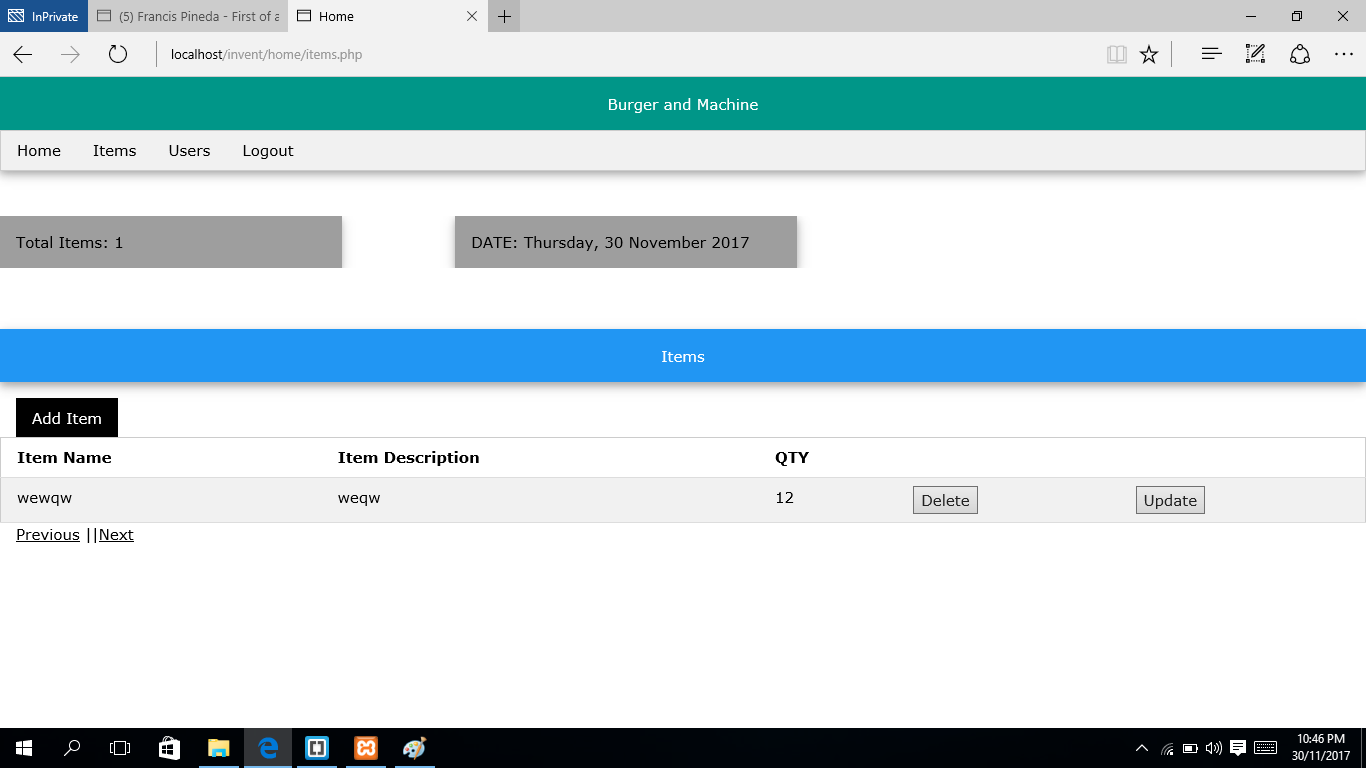 InPrivate (5) Francis Pineda - First of a Home
localhost/invent/home/items.php
Burger and Machine
Home Items Users Logout
Total Items: 1 DATE: Thursday, 30 November 2017
Items
Add Item
Item Name Item Description QTY
wewqw weqw 12 Delete Update
Previous ||Next
10:46 PM
30/11/2017